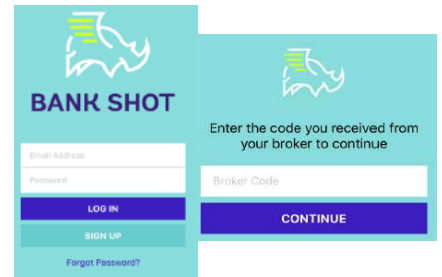 BANK SHOT
Email Address
Password
LOG IN
SIGN UP
Forgot Password?
Enter the code you received from
your broker to continue
Broker Code
CONTINUE